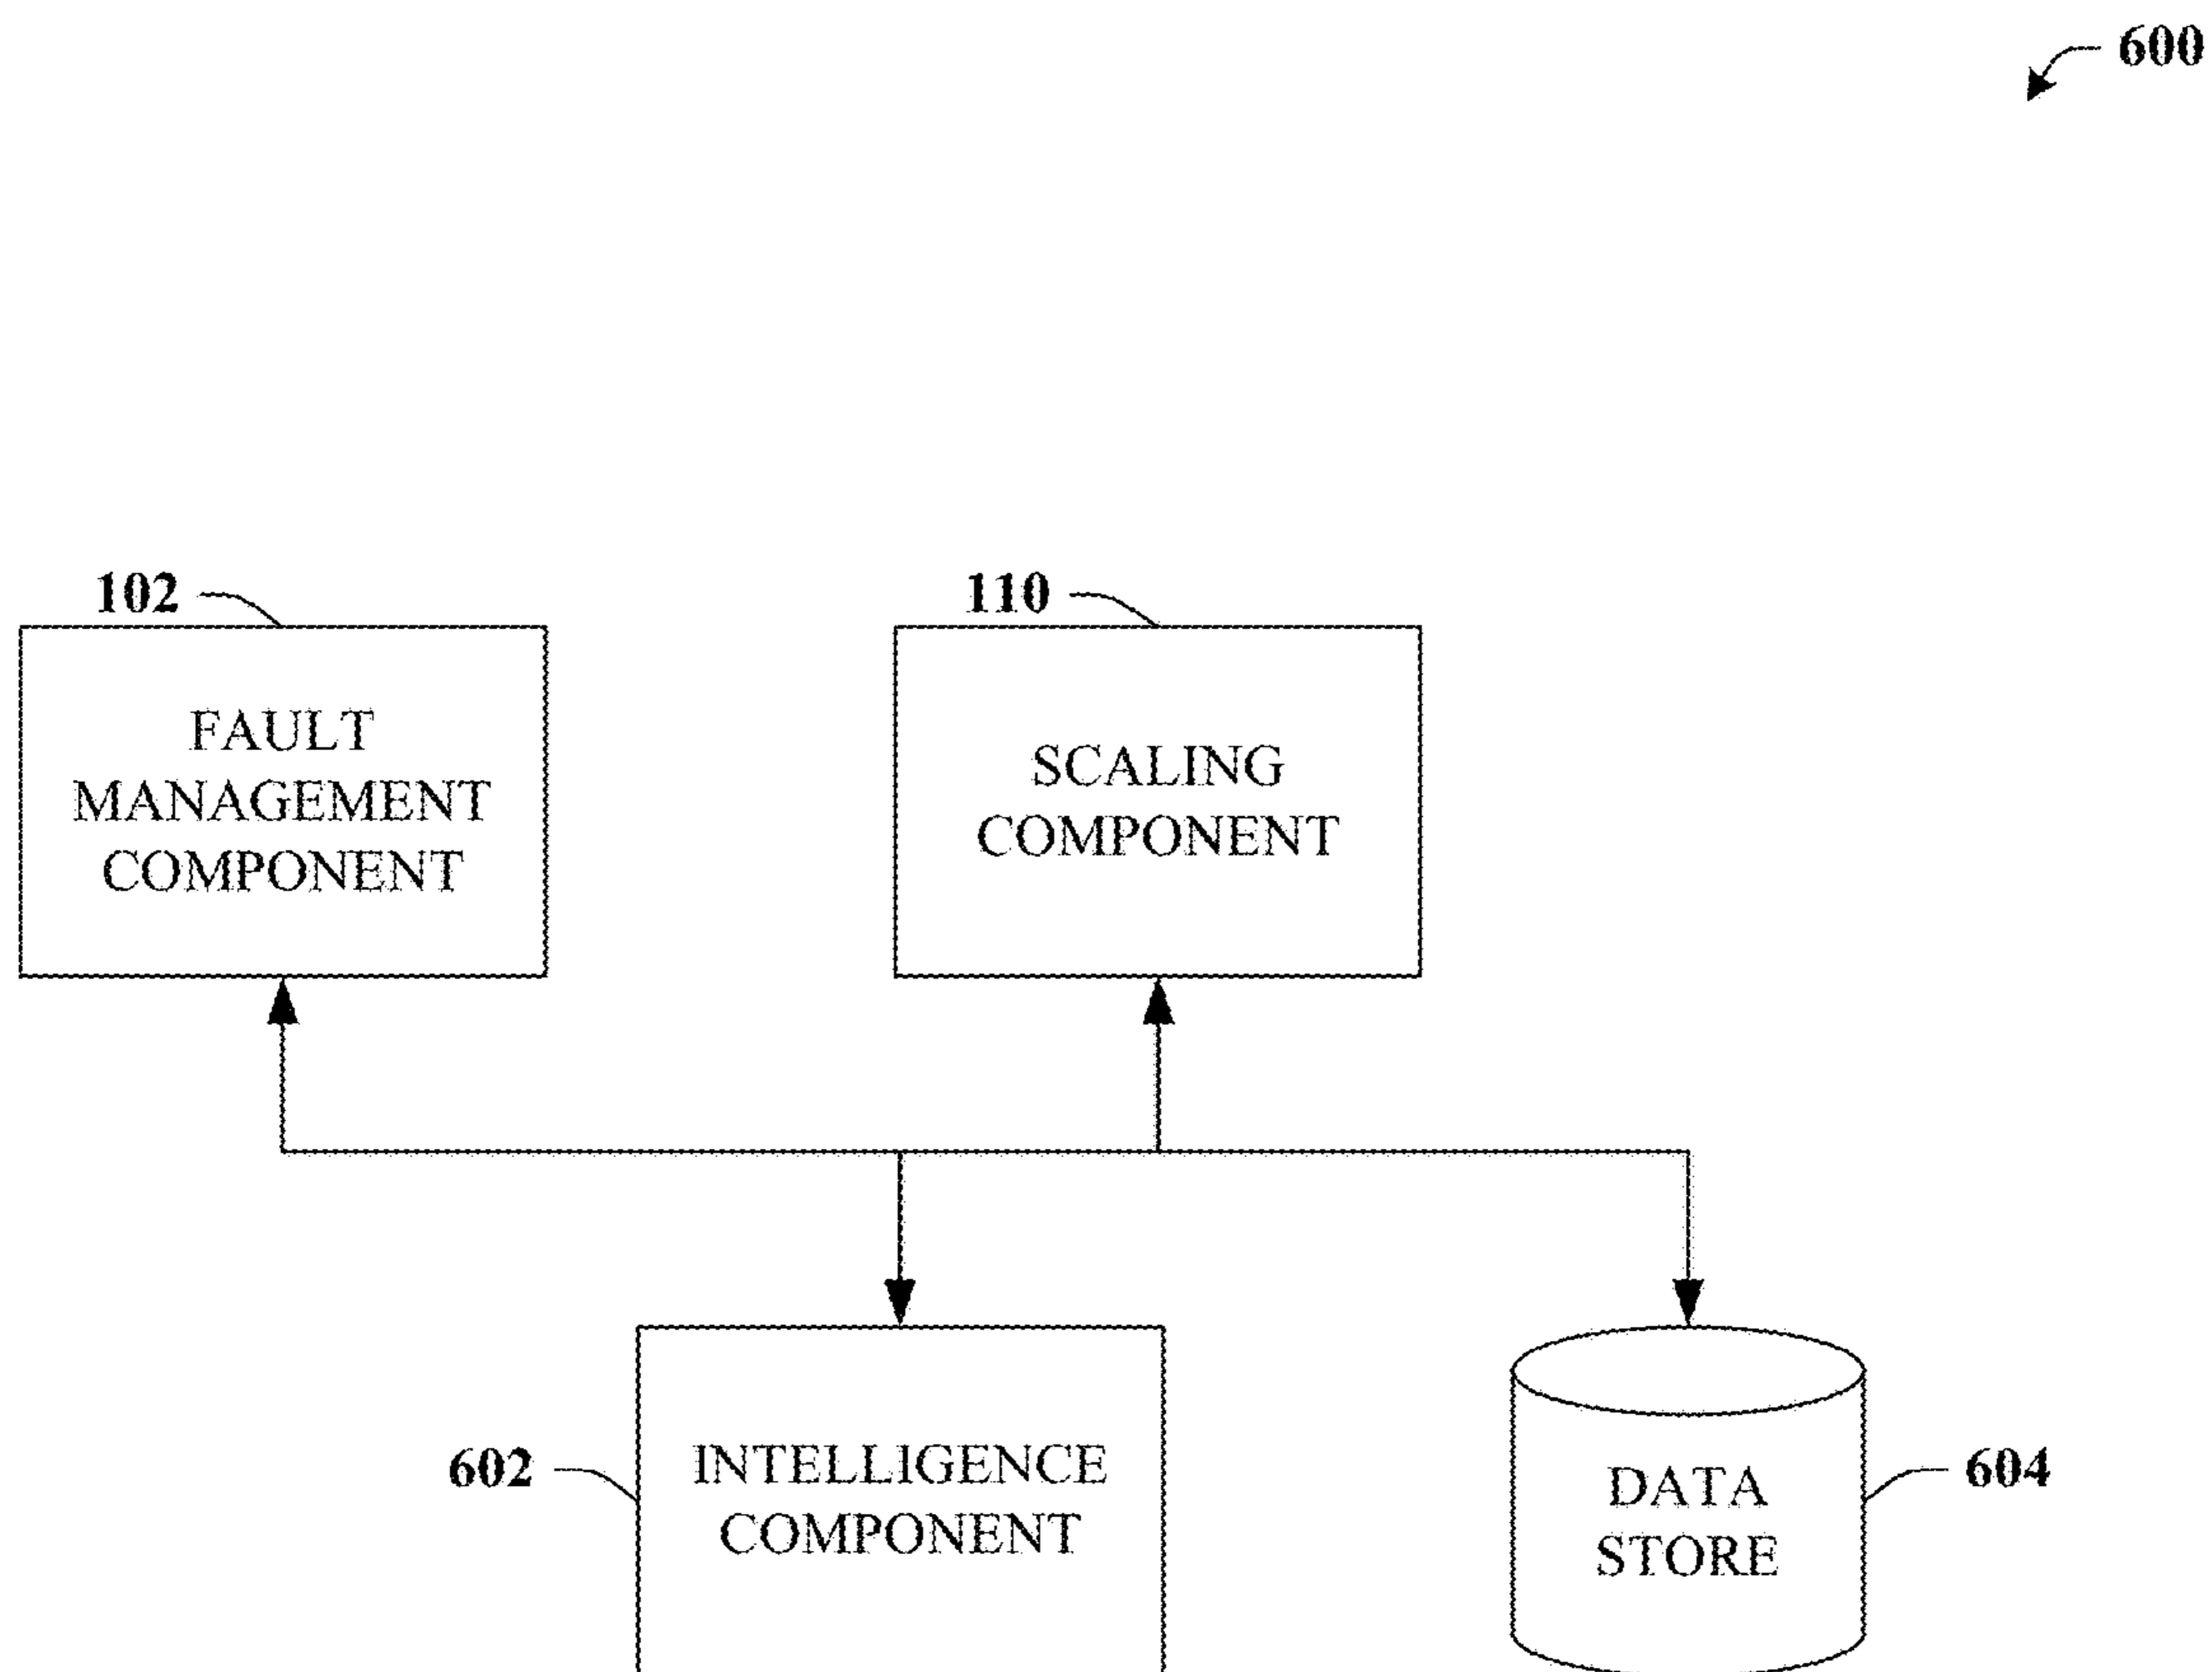 600
102
110
FAULT
MANAGEMENT
COMPONENT
SCALING
COMPONENT
602
INTELLIGENCE
COMPONENT
DATA
STORE
604